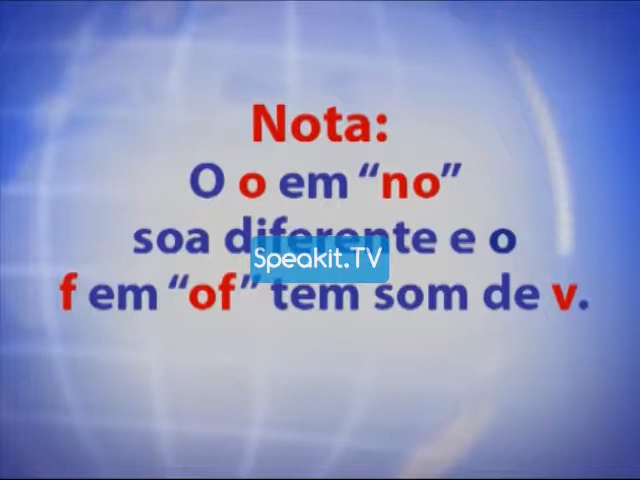 Nota:
O o em “no”
soa diferente e o
Speakit.TV
f em “of” tem som de v.